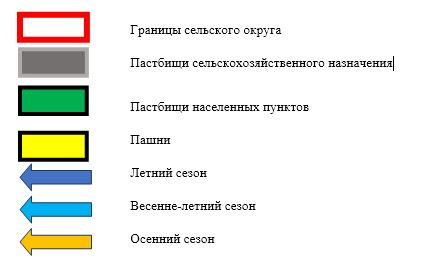 Границы сельского округа
Пастбищи сельскохозяйственного назначения
Пастбищи населенных пунктов
Пашни
Летний сезон
Весенне-летний сезон
Осенний сезон